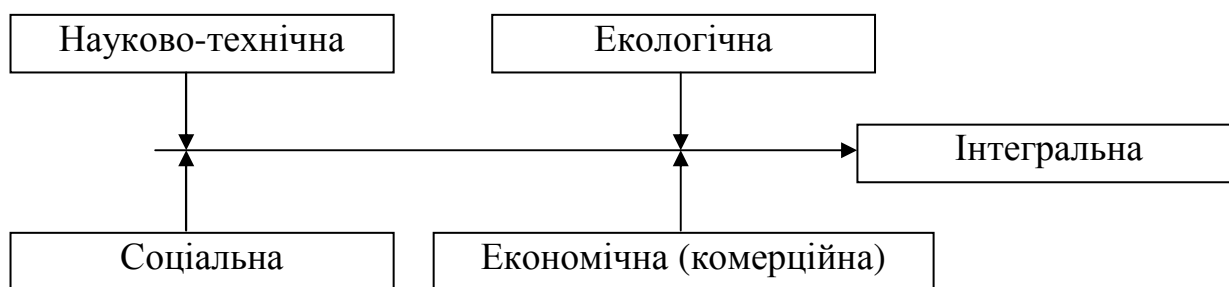 Науково-технічна
Екологічна
Інтегральна
Соціальна
Економічна (комерційна)